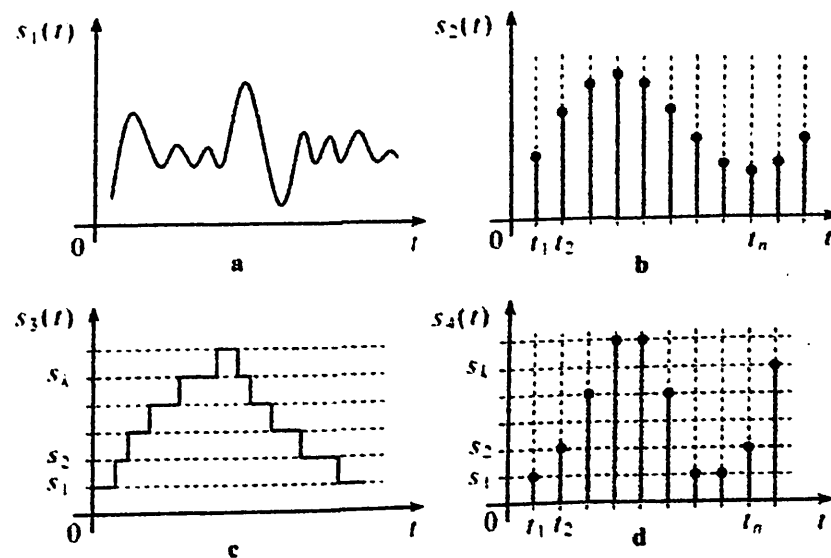 s₁(t)
0
t
a
s₂(t)
0
t₁ t₂
tₙ
t
b
s₃(t)
sₖ
s₂
s₁
0
t
c
s₄(t)
sₖ
s₂
s₁
0
t₁ t₂
tₙ
t
d